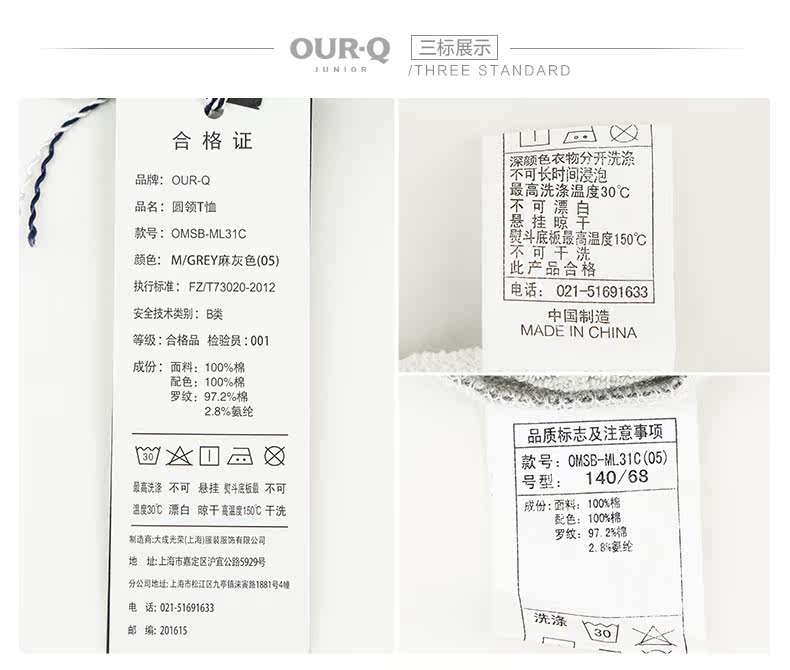 OUR-Q
JUNIOR
三标展示
/THREE STANDARD
合格证
品牌: OUR-Q
品名: 圆领T恤
款号: OMSB-ML31C
颜色: M/GREY麻灰色(05)
执行标准: FZ/T73020-2012
安全技术类别: B类
等级: 合格品 检验员: 001
成份: 面料: 100%棉
配色: 100%棉
罗纹: 97.2%棉
2.8%氨纶
30
最高洗涤 不可 悬挂 熨斗底板最 不可
温度30℃ 漂白 晾干 高温度150℃ 干洗
制造商: 大成光荣(上海)服装服饰有限公司
地 址: 上海市嘉定区沪宜公路5929号
分公司地址: 上海市松江区九亭镇涞寅路1881号4幢
电 话: 021-51691633
邮 编: 201615
深颜色衣物分开洗涤
不可长时间浸泡
最高洗涤温度30℃
不可漂白
悬挂晾干
熨斗底板最高温度150℃
不可干洗
此产品合格
电话: 021-51691633
中国制造
MADE IN CHINA
品质标志及注意事项
款号: OMSB-ML31C(05)
号型: 140/68
成份: 面料: 100%棉
配色: 100%棉
罗纹: 97.2%棉
2.8%氨纶
洗涤
30